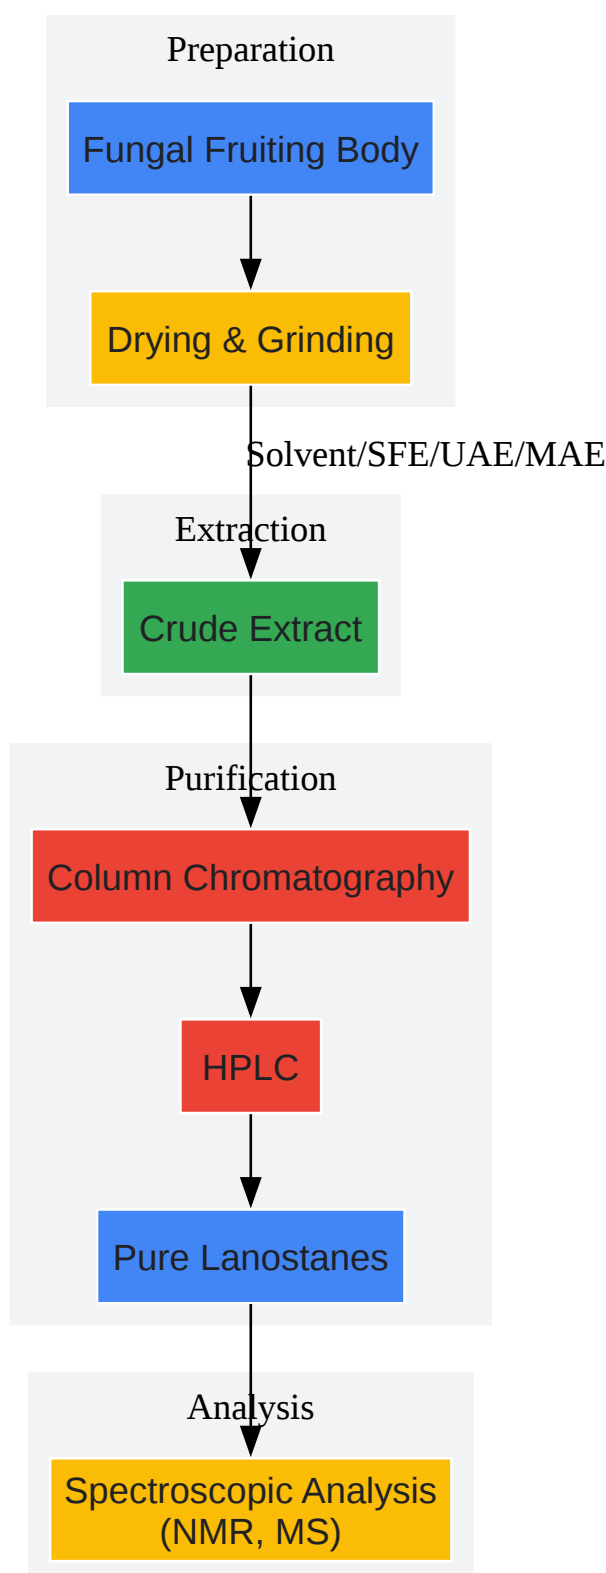 Preparation
Fungal Fruiting Body
Drying & Grinding
Solvent/SFE/UAE/MAE
Extraction
Crude Extract
Purification
Column Chromatography
HPLC
Pure Lanostanes
Analysis
Spectroscopic Analysis
(NMR, MS)